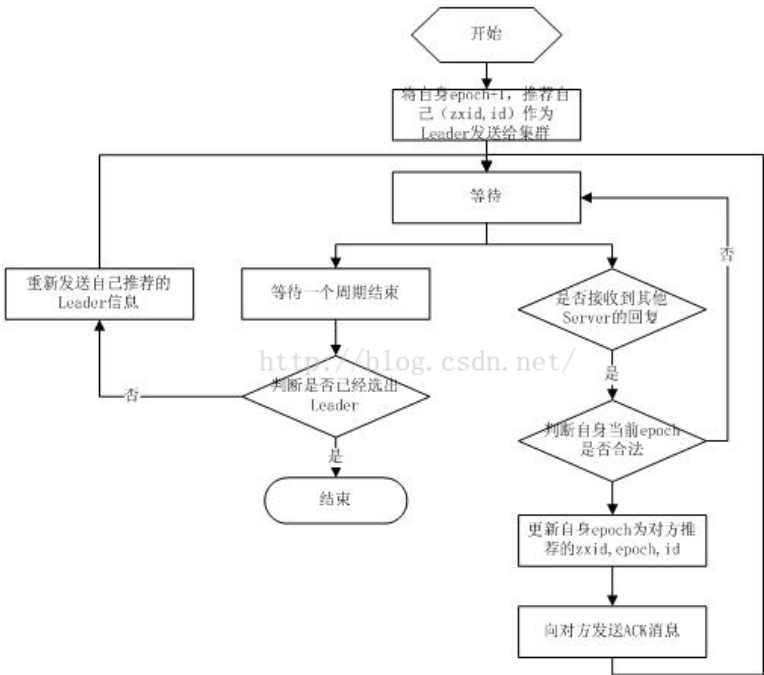 开始
将自身epoch+1，推荐自
己（zxid,id）作为
Leader发送给集群
等待
否
重新发送自己推荐的
Leader信息
等待一个周期结束
是否接收到其他
Server的回复
http://blog.csdn.net/
是
否
判断是否已经选出
Leader
判断自身当前epoch
是否合法
是
结束
更新自身epoch为对方推
荐的zxid,epoch,id
向对方发送ACK消息